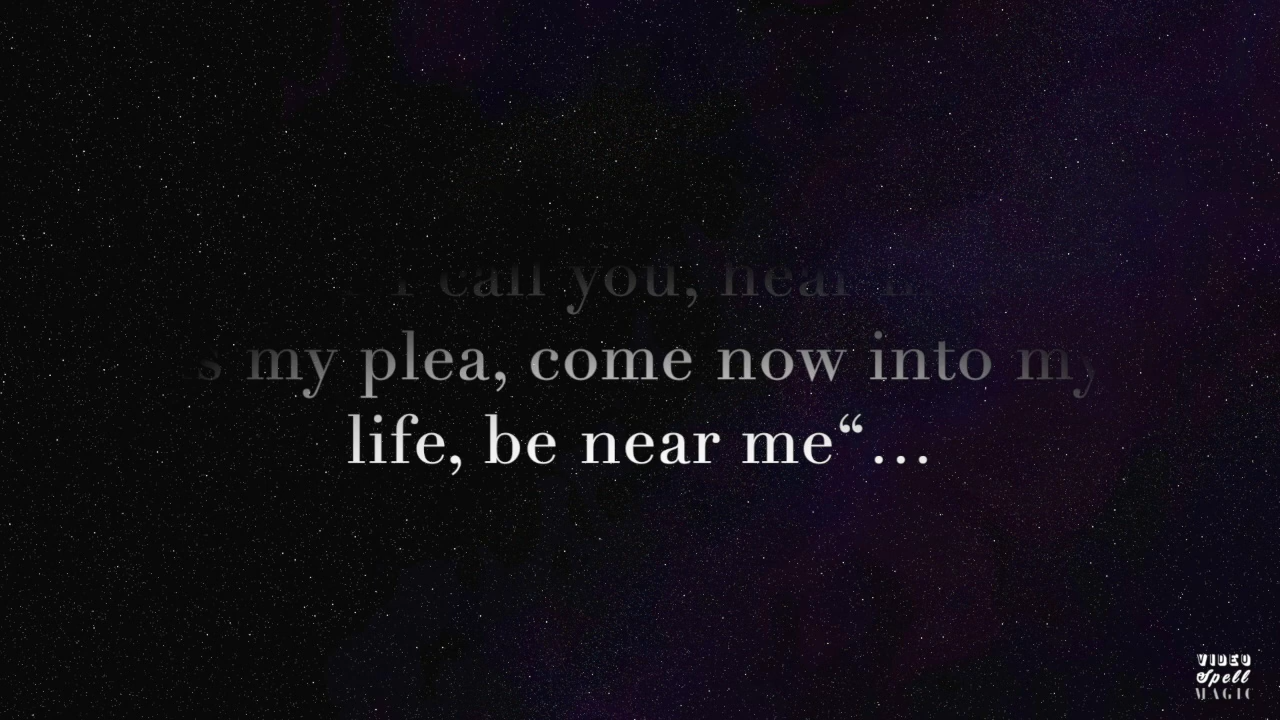 I call you, hear
s my plea, come now into my
life, be near me“...
VIDEO
Spell
MAGIC